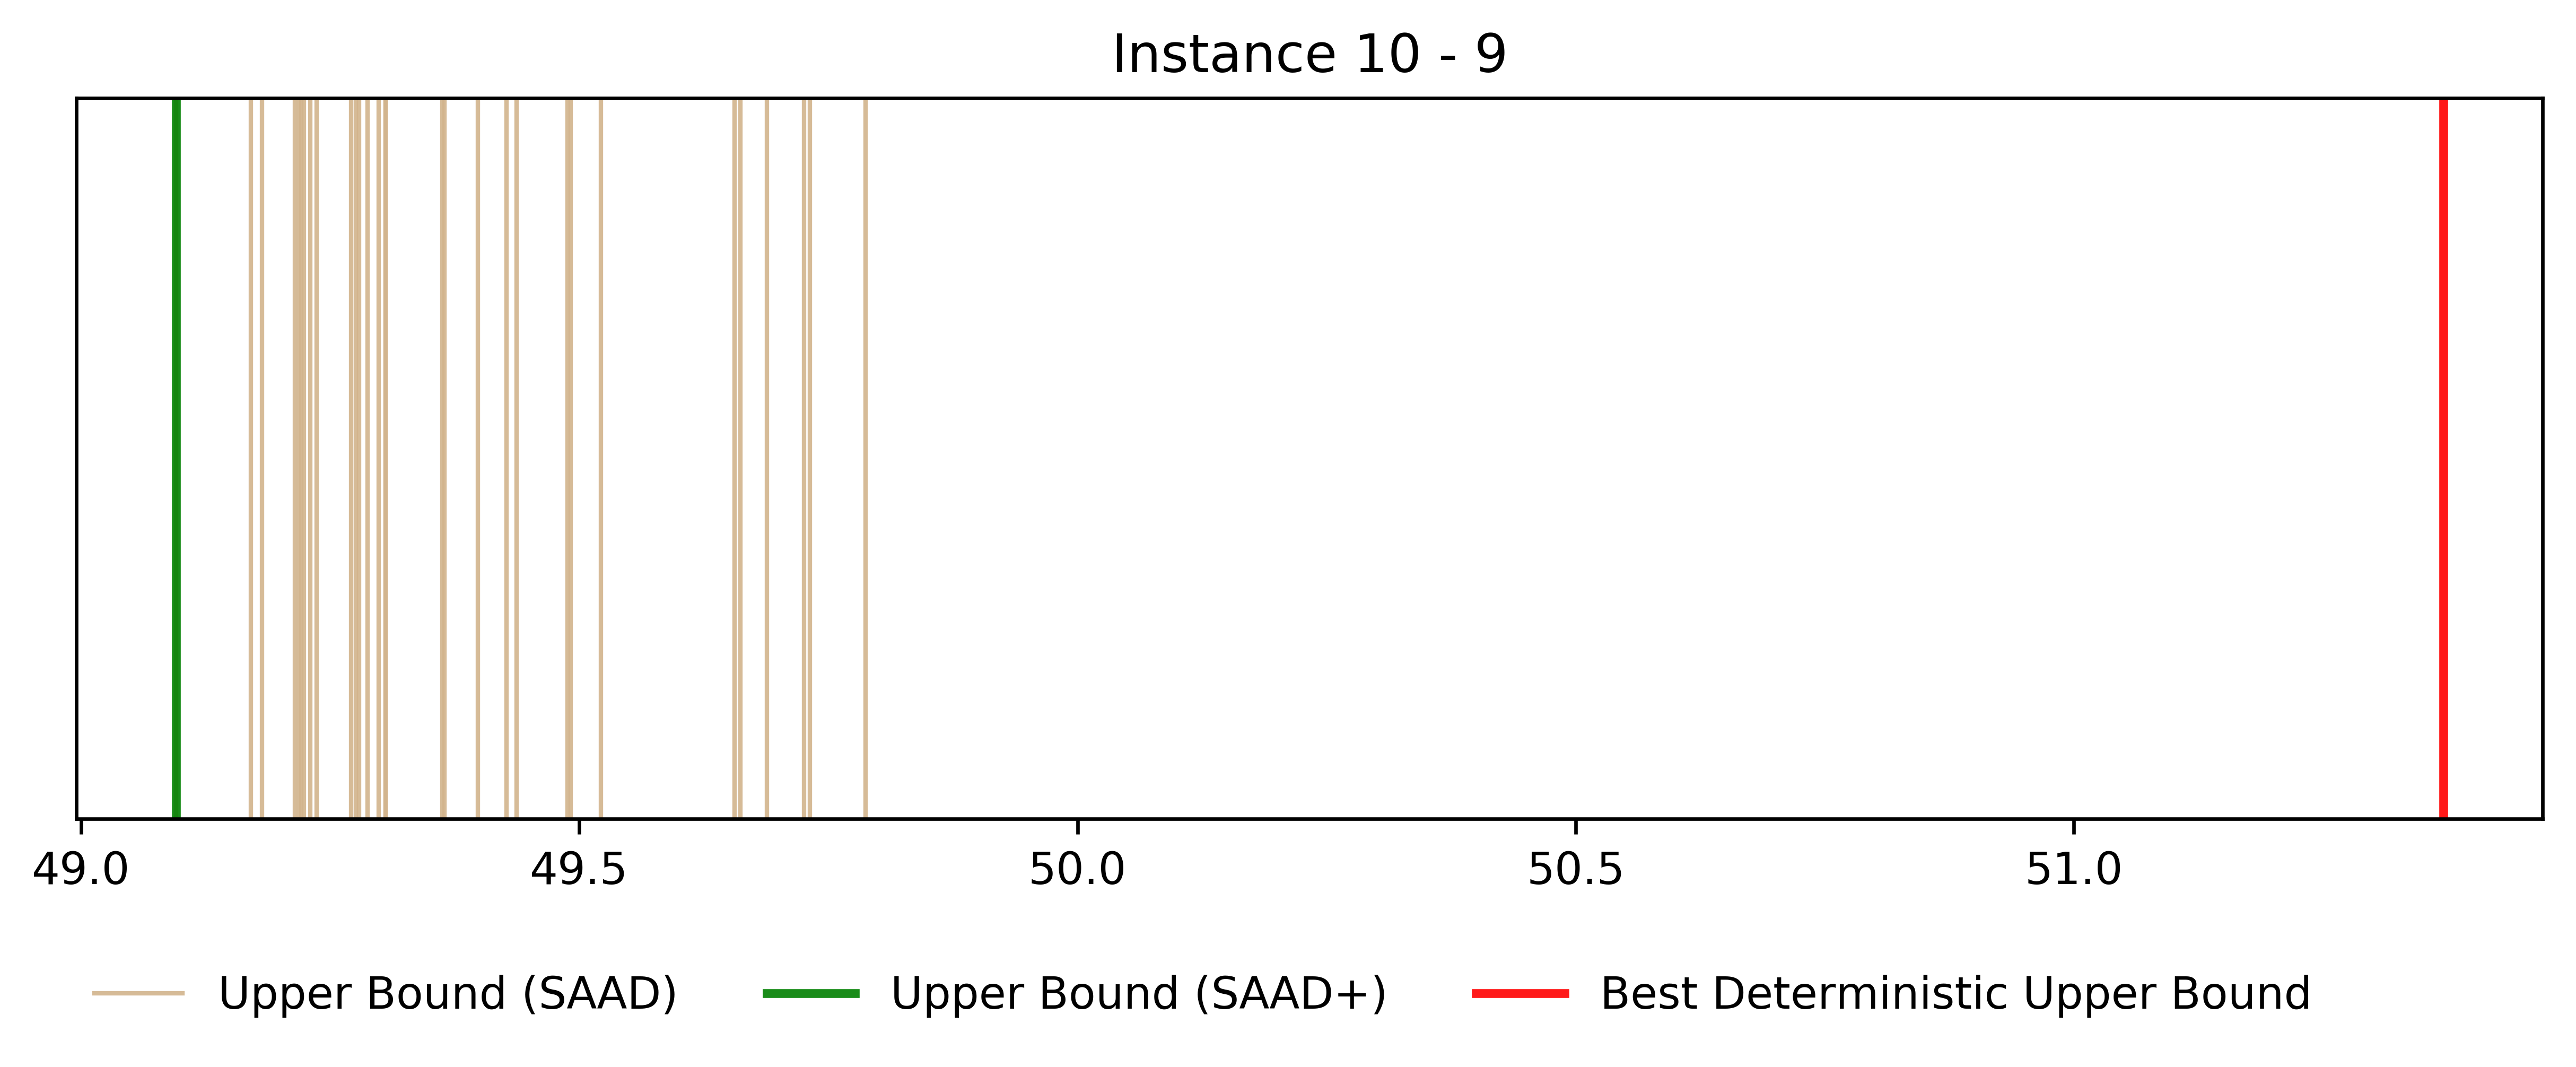 Instance 10 - 9
49.0 49.5 50.0 50.5 51.0
Upper Bound (SAAD) Upper Bound (SAAD+) Best Deterministic Upper Bound